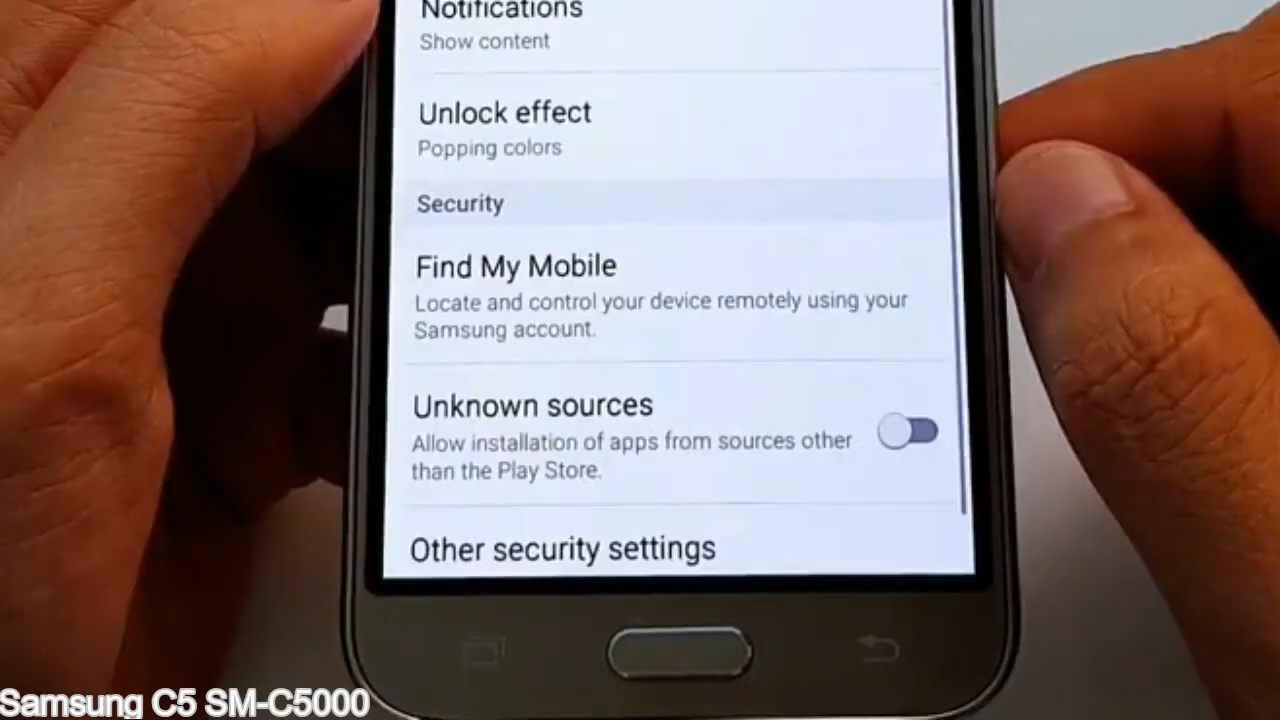 Notifications
Show content
Unlock effect
Popping colors
Security
Find My Mobile
Locate and control your device remotely using your
Samsung account.
Unknown sources
Allow installation of apps from sources other
than the Play Store.
Other security settings
Samsung C5 SM-C5000